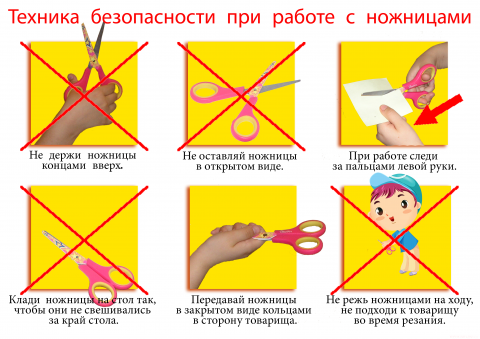 Техника безопасности при работе с ножницами
Не держи ножницы
концами вверх.
Не оставляй ножницы
в открытом виде.
При работе следи
за пальцами левой руки.
Клади ножницы на стол так,
чтобы они не свешивались
за край стола.
Передавай ножницы
в закрытом виде кольцами
в сторону товарища.
Не режь ножницами на ходу,
не подходи к товарищу
во время резания.